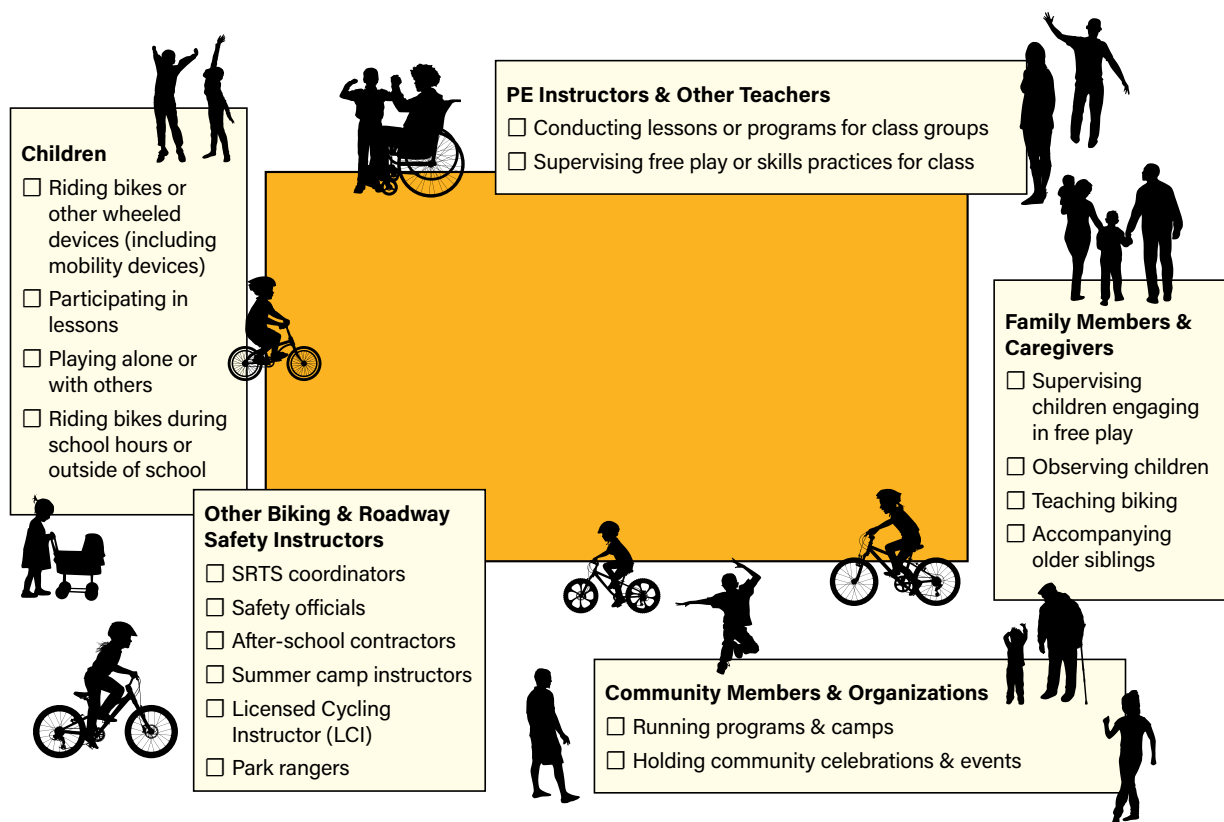 Children
☐ Riding bikes or
other wheeled
devices (including
mobility devices)
☐ Participating in
lessons
☐ Playing alone or
with others
☐ Riding bikes during
school hours or
outside of school
PE Instructors & Other Teachers
☐ Conducting lessons or programs for class groups
☐ Supervising free play or skills practices for class
Family Members &
Caregivers
☐ Supervising
children engaging
in free play
☐ Observing children
☐ Teaching biking
☐ Accompanying
older siblings
Other Biking & Roadway
Safety Instructors
☐ SRTS coordinators
☐ Safety officials
☐ After-school contractors
☐ Summer camp instructors
☐ Licensed Cycling
Instructor (LCI)
☐ Park rangers
Community Members & Organizations
☐ Running programs & camps
☐ Holding community celebrations & events